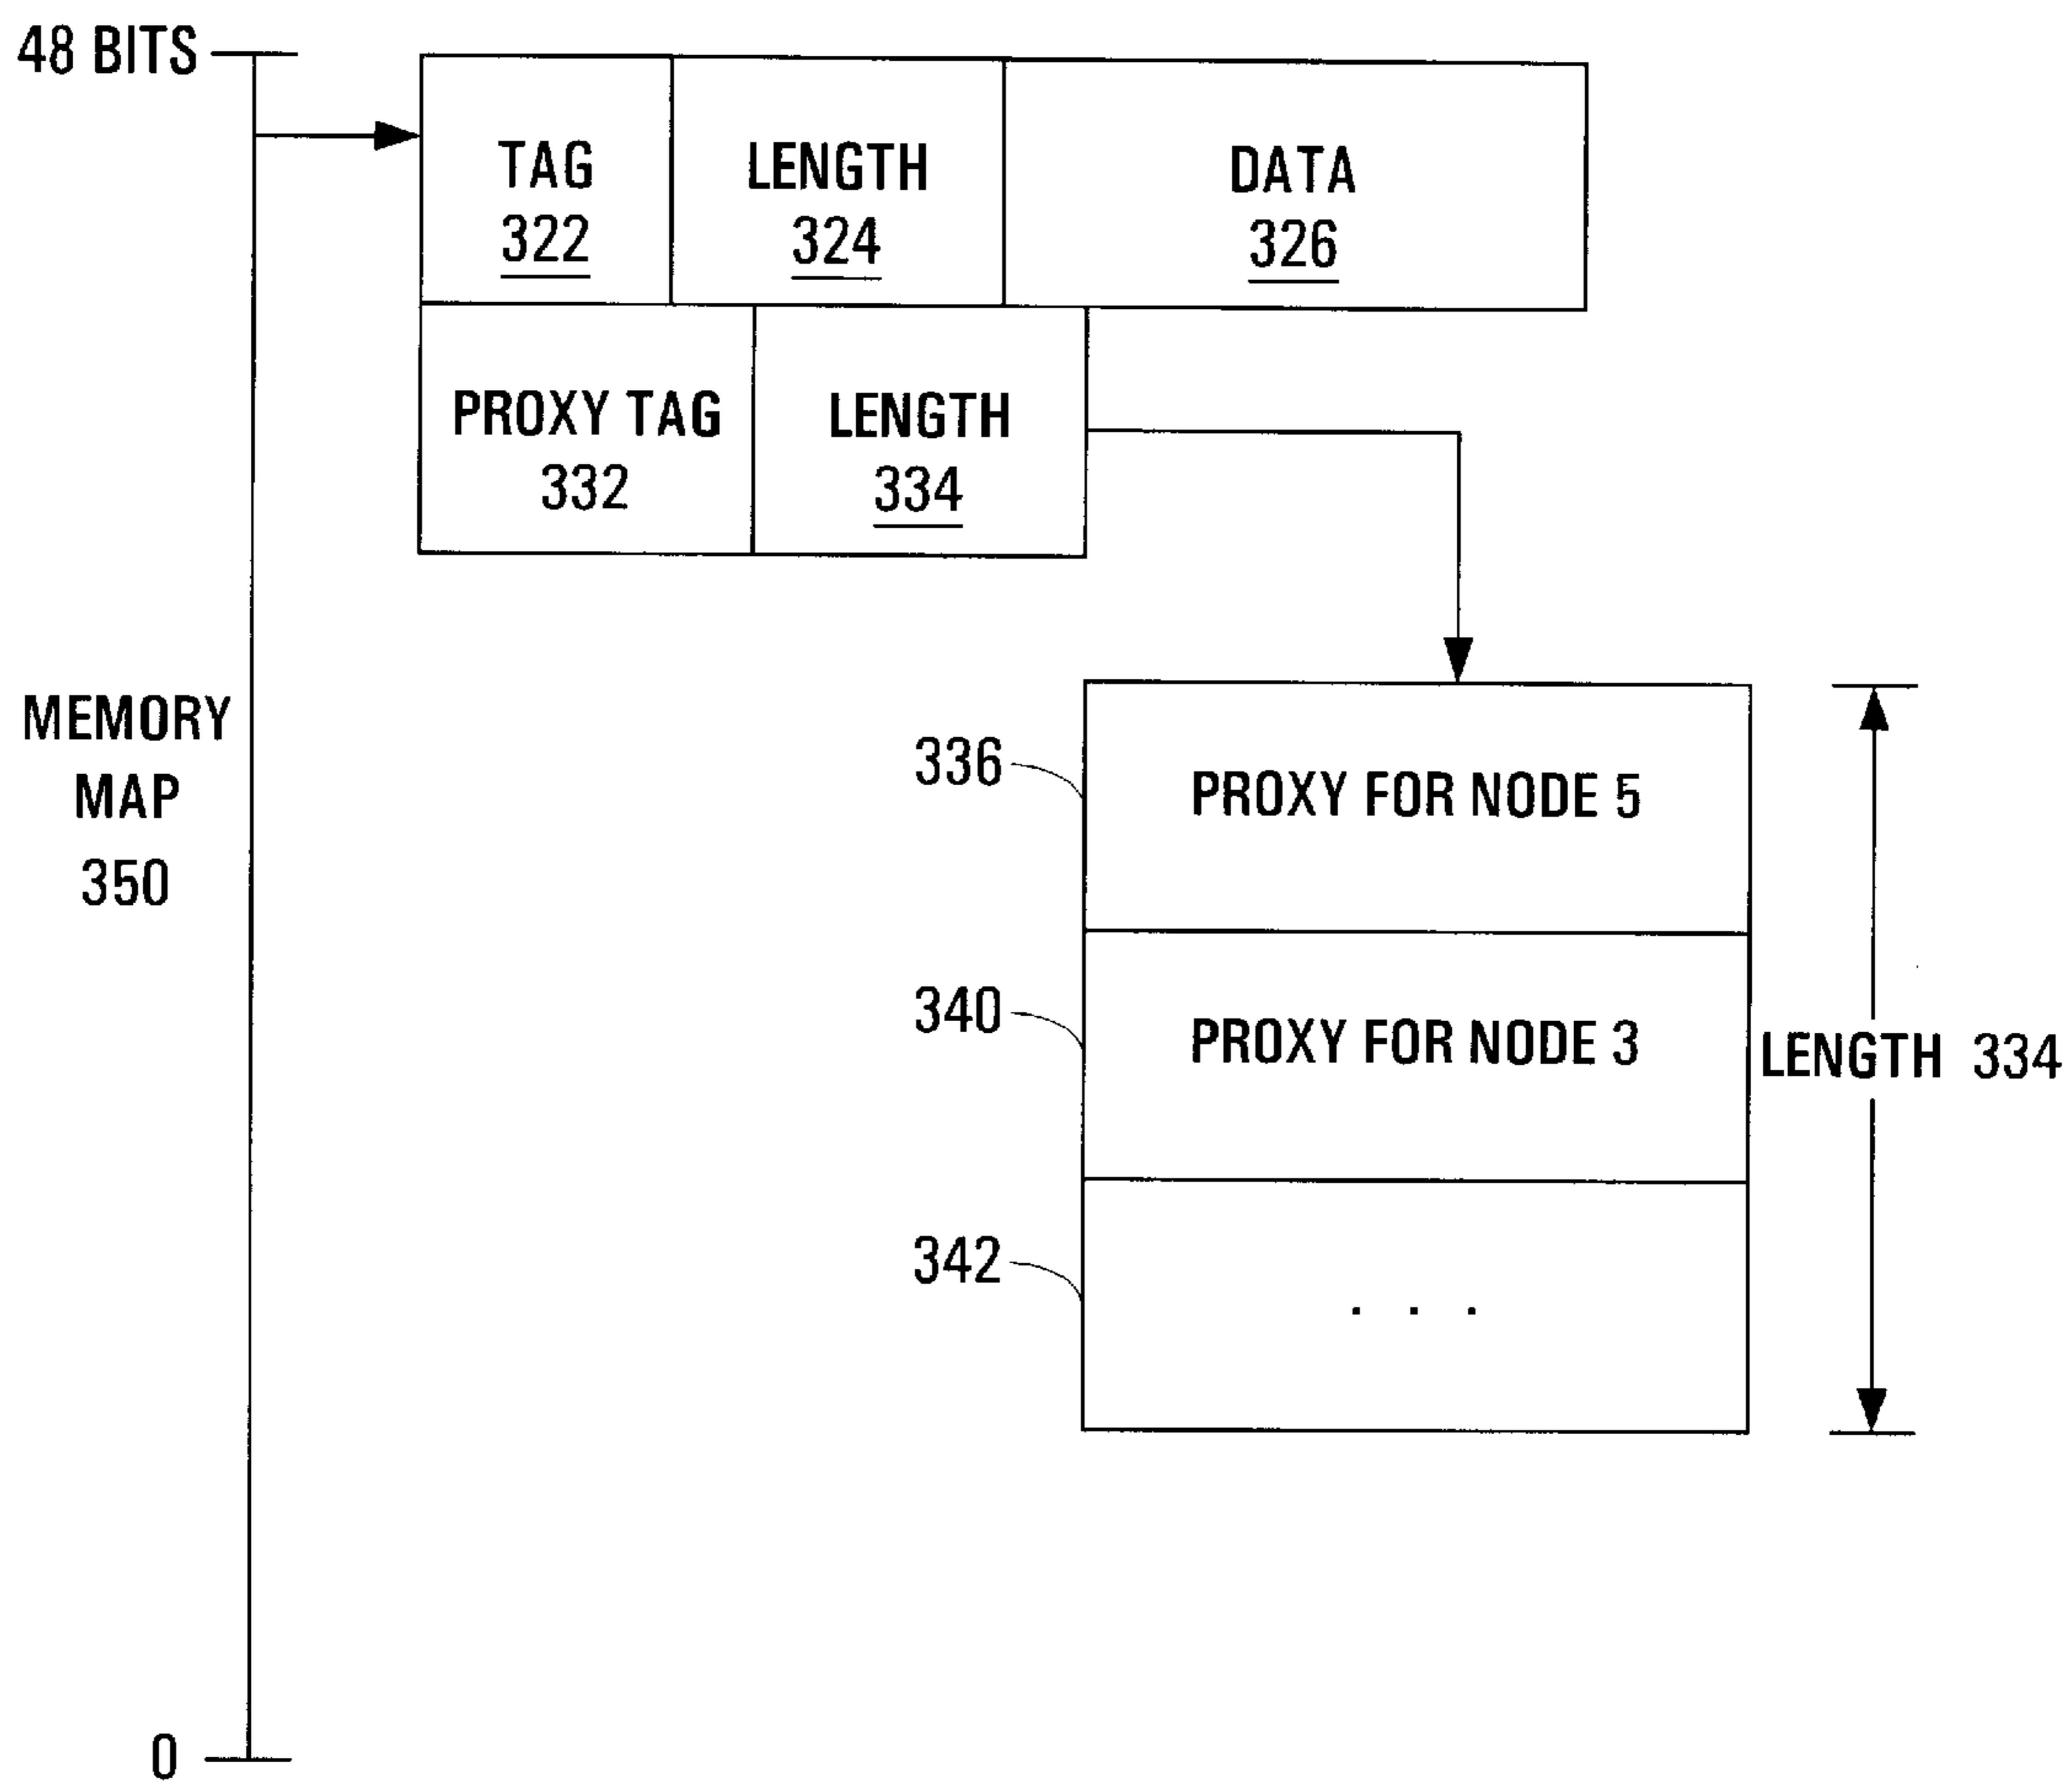 48 BITS
TAG
322
LENGTH
324
DATA
326
PROXY TAG
332
LENGTH
334
MEMORY
MAP
350
336
PROXY FOR NODE 5
340
PROXY FOR NODE 3
LENGTH 334
342
. . .
0